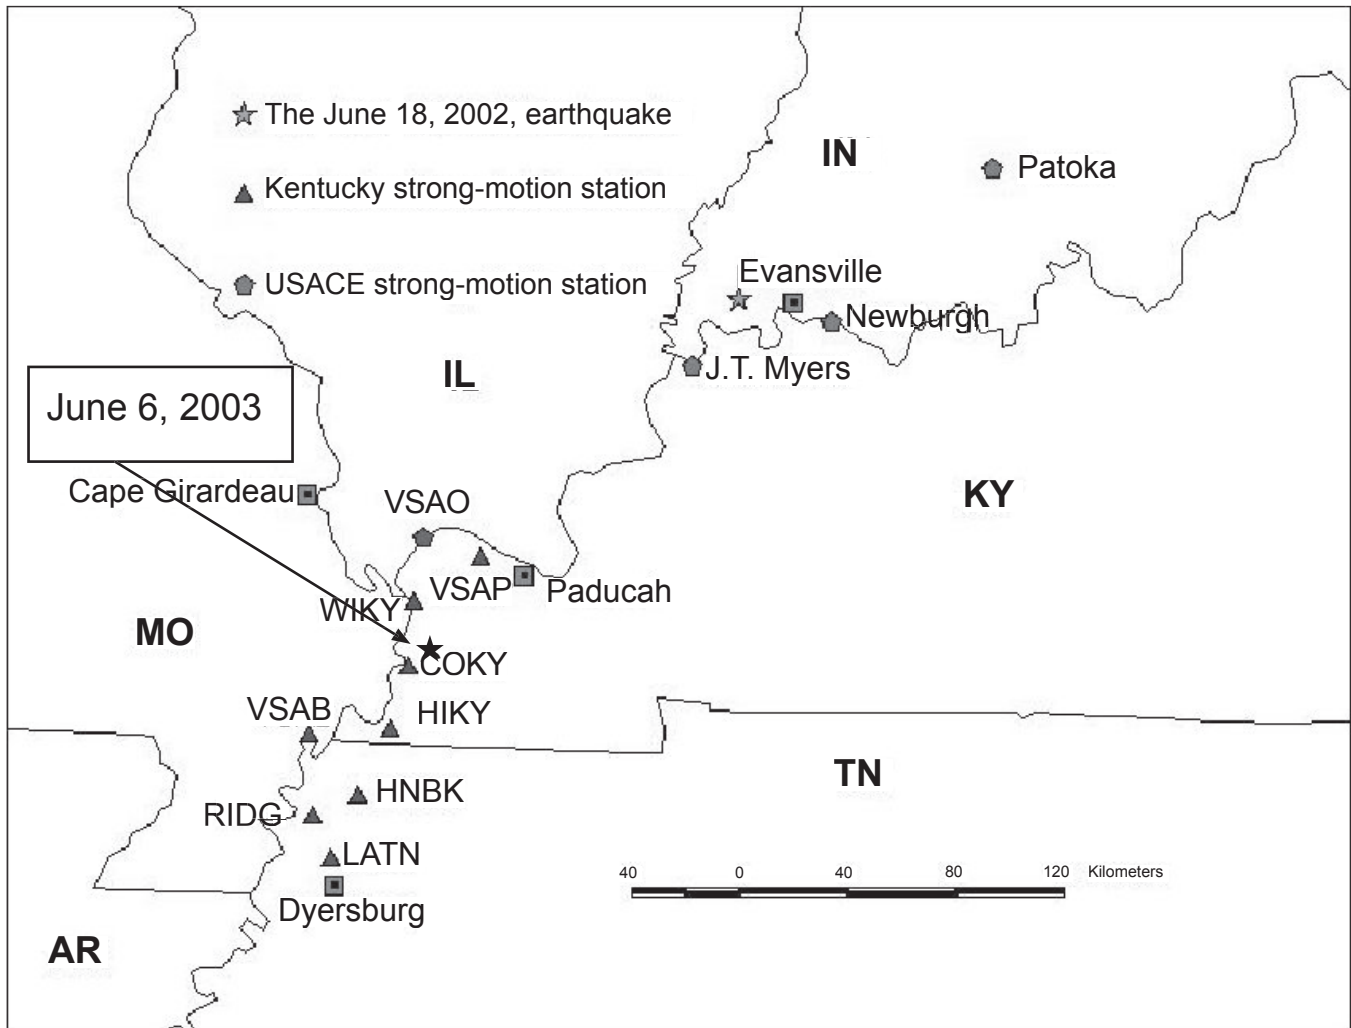 The June 18, 2002, earthquake
IN
Patoka
Kentucky strong-motion station
Evansville
USACE strong-motion station
Newburgh
IL
J.T. Myers
June 6, 2003
Cape Girardeau
VSAO
KY
VSAP
Paducah
WIKY
MO
COKY
VSAB
HIKY
TN
HNBK
RIDG
LATN
40 0 40 80 120 Kilometers
Dyersburg
AR